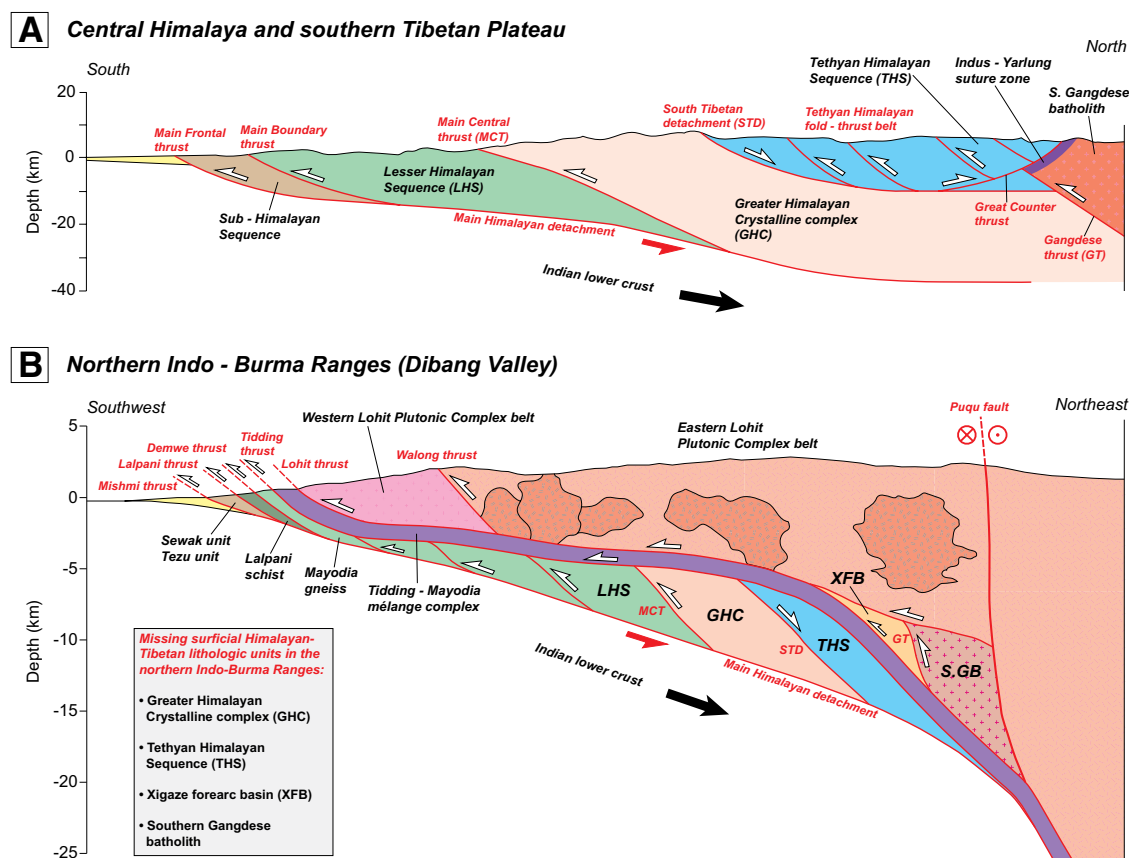 A
Central Himalaya and southern Tibetan Plateau
South
North
Tethyan Himalayan
Sequence (THS)
Indus - Yarlung
suture zone
S. Gangdese
batholith
Main Frontal
thrust
Main Boundary
thrust
Main Central
thrust (MCT)
South Tibetan
detachment (STD)
Tethyan Himalayan
fold - thrust belt
20
0
-20
-40
Depth (km)
Lesser Himalayan
Sequence (LHS)
Sub - Himalayan
Sequence
Main Himalayan detachment
Greater Himalayan
Crystalline complex
(GHC)
Great Counter
thrust
Gangdese
thrust (GT)
Indian lower crust
B
Northern Indo - Burma Ranges (Dibang Valley)
Southwest
Northeast
Puqu fault
Western Lohit Plutonic Complex belt
Eastern Lohit
Plutonic Complex belt
Tidding
thrust
Demwe thrust
Lalpani thrust
Mishmi thrust
Lohit thrust
Walong thrust
5
0
-5
-10
-15
-20
-25
Depth (km)
Sewak unit
Tezu unit
Lalpani
schist
Mayodia
gneiss
Tidding - Mayodia
mélange complex
XFB
LHS
MCT
GHC
STD
THS
GT
S.GB
Indian lower crust
Main Himalayan detachment
Missing surficial Himalayan-
Tibetan lithologic units in the
northern Indo-Burma Ranges:
• Greater Himalayan
Crystalline complex (GHC)
• Tethyan Himalayan
Sequence (THS)
• Xigaze forearc basin (XFB)
• Southern Gangdese
batholith